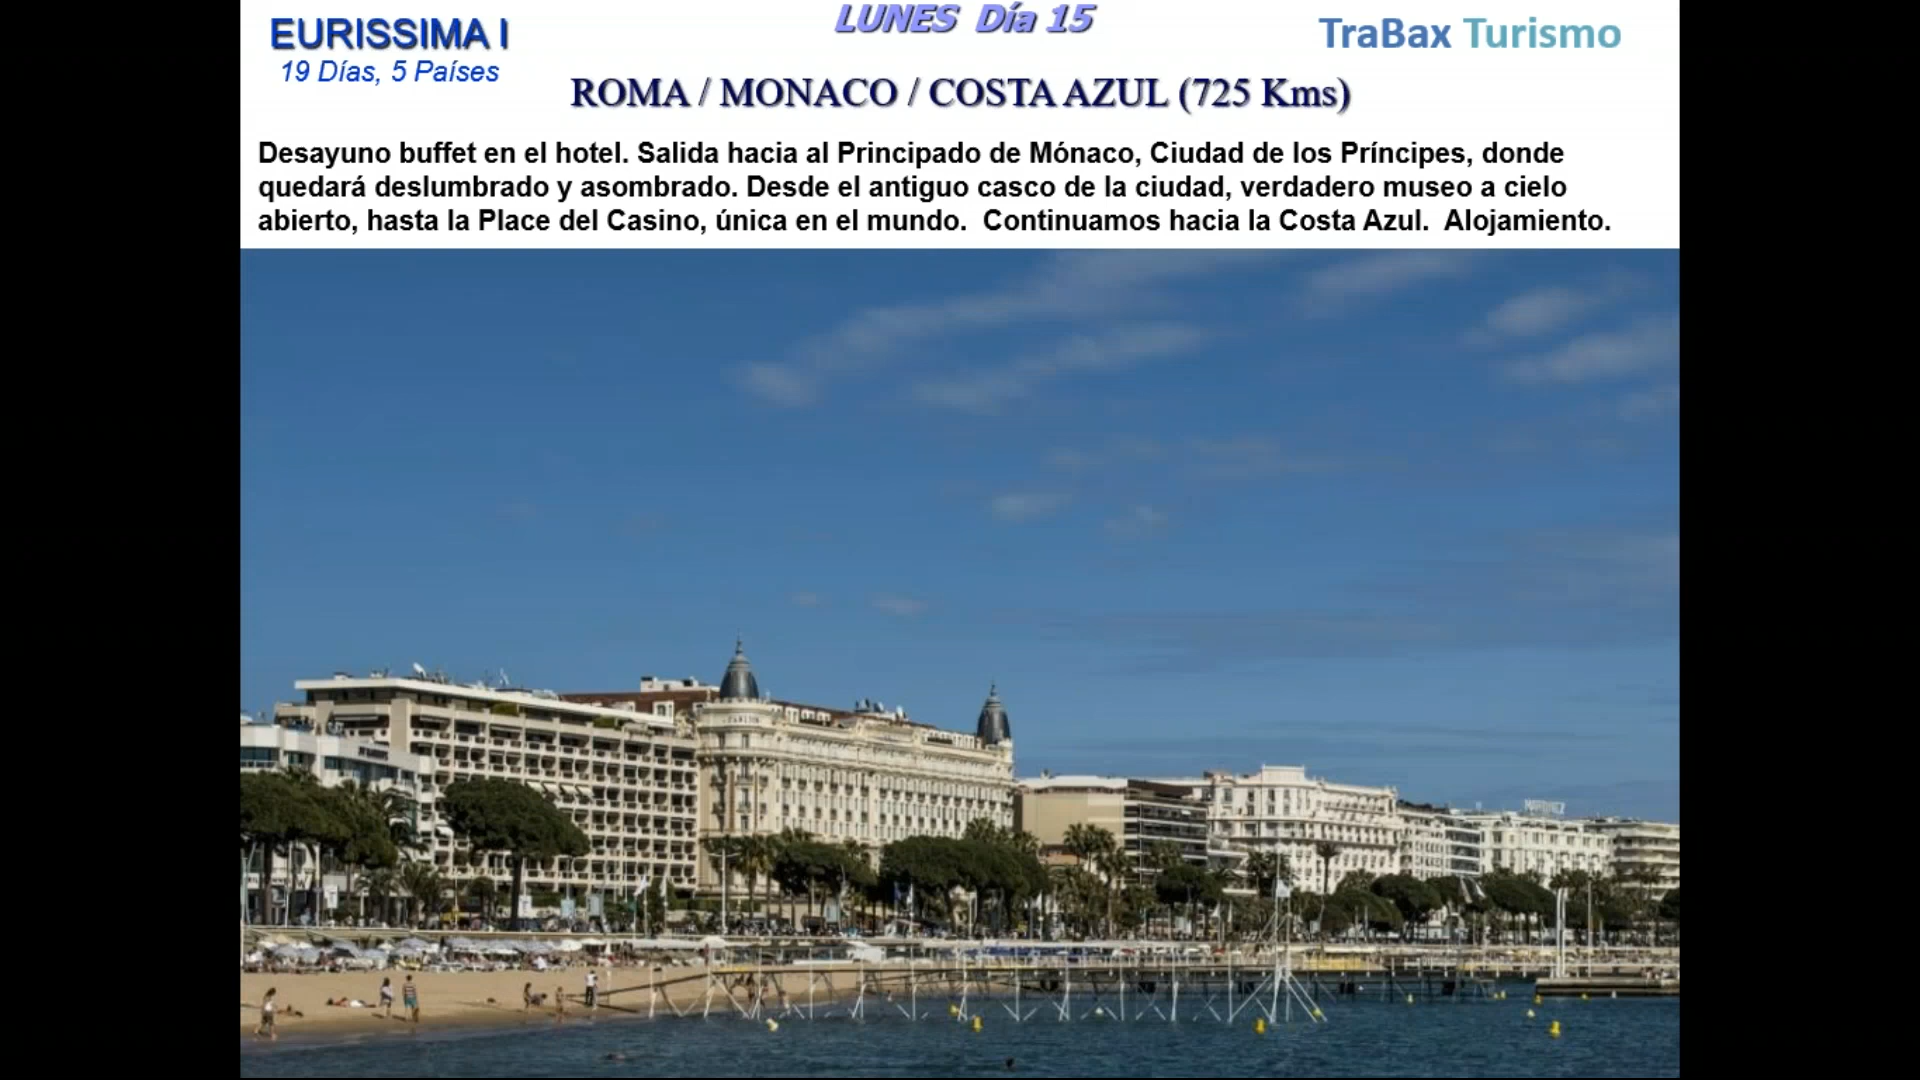 EURISSIMA I
19 Días, 5 Países
LUNES Día 15
TraBax Turismo
ROMA / MONACO / COSTA AZUL (725 Kms)
Desayuno buffet en el hotel. Salida hacia al Principado de Mónaco, Ciudad de los Príncipes, donde
quedará deslumbrado y asombrado. Desde el antiguo casco de la ciudad, verdadero museo a cielo
abierto, hasta la Place del Casino, única en el mundo. Continuamos hacia la Costa Azul. Alojamiento.
CARLTON
MARTINEZ